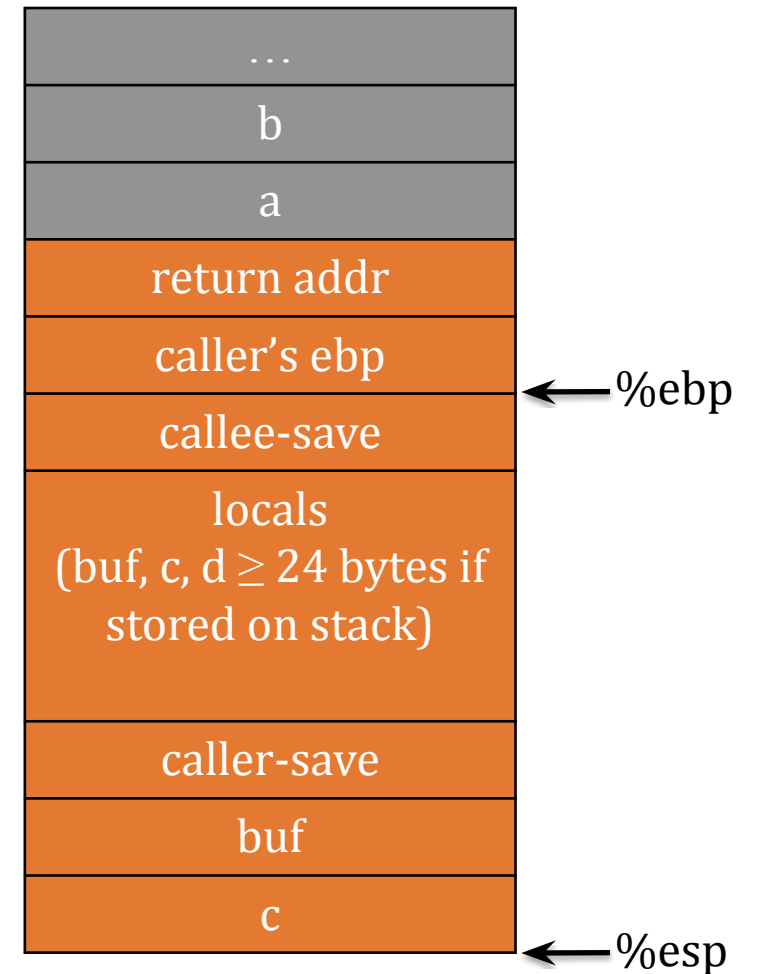 ...
b
a
return addr
caller’s ebp
%ebp
callee-save
locals
(buf, c, d ≥ 24 bytes if
stored on stack)
caller-save
buf
c
%esp